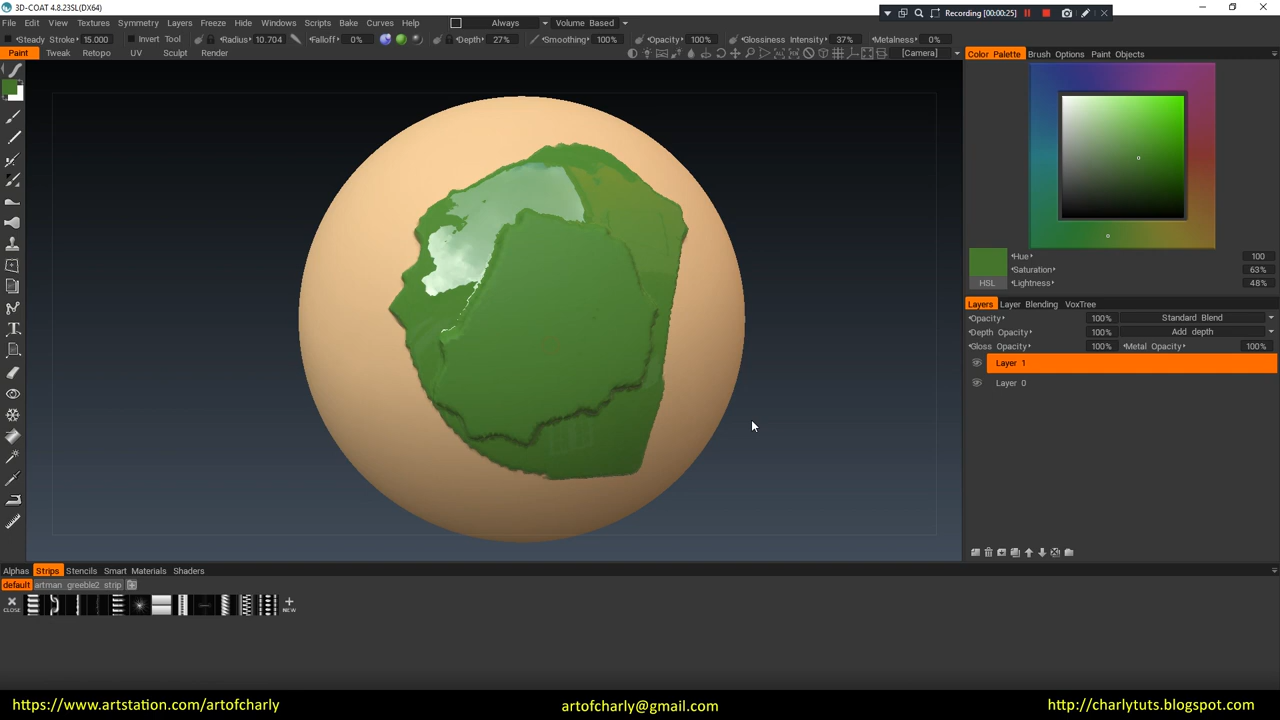 3D-COAT 4.8.23SL(DX64)
Recording [00:00:25]
File Edit View Textures Symmetry Layers Freeze Hide Windows Scripts Bake Curves Help Always Volume Based
Steady Stroke 15.000 Invert Tool Radius 10.704 Falloff 0% Depth 27% Smoothing 100% Opacity 100% Glossiness Intensity 37% Metalness 0%
Paint Tweak Retopo UV Sculpt Render [Camera]
Color Palette Brush Options Paint Objects
Hue 100
Saturation 63%
HSL Lightness 48%
Layers Layer Blending VoxTree
Opacity 100% Standard Blend
Depth Opacity 100% Add depth
Gloss Opacity 100% Metal Opacity 100%
Layer 1
Layer 0
Alphas Strips Stencils Smart Materials Shaders
default artman greeble2 strip
CLOSE NEW
https://www.artstation.com/artofcharly artofcharly@gmail.com http://charlytuts.blogspot.com